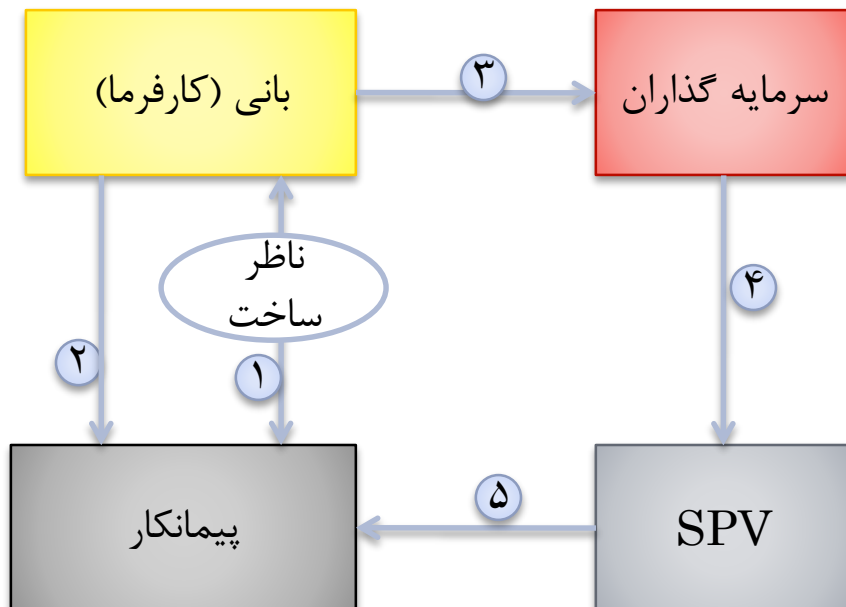 سرمایه گذاران
۳
بانی (کارفرما)
ناظر
ساخت
۴
۲
۱
SPV
۵
پیمانکار